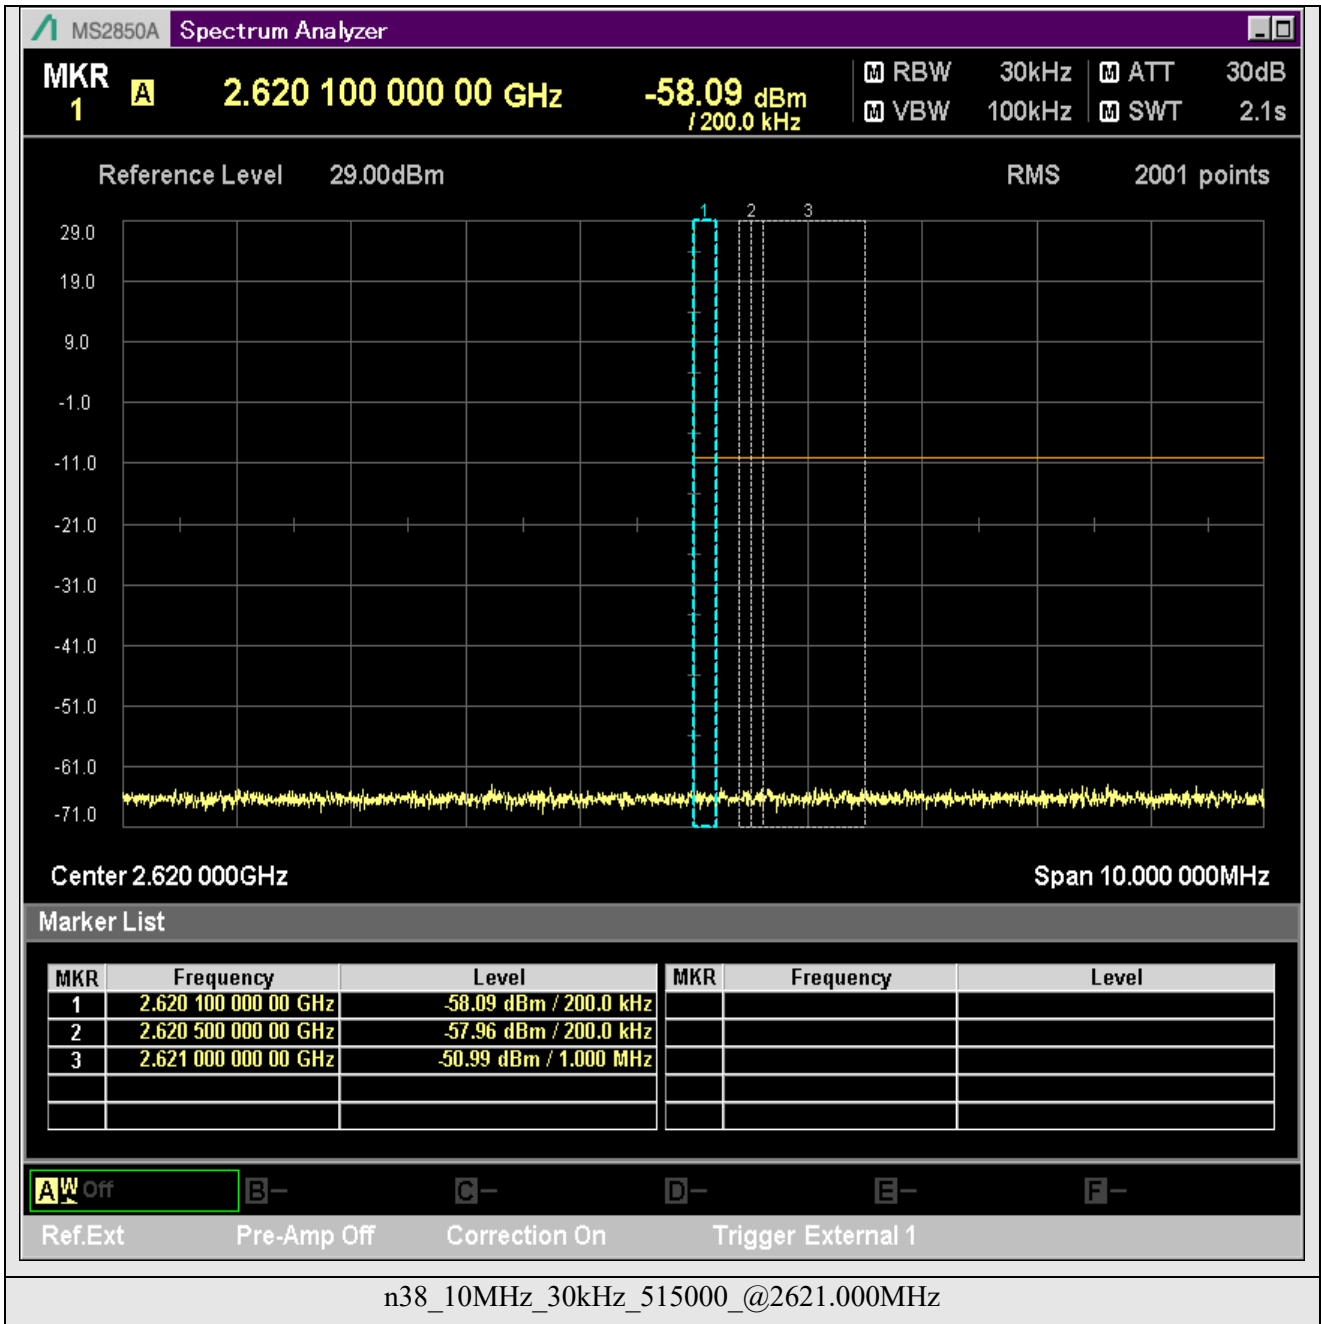 MS2850A Spectrum Analyzer
MKR 1 A 2.620 100 000 00 GHz -58.09 dBm / 200.0 kHz
M RBW 30kHz M ATT 30dB
M VBW 100kHz M SWT 2.1s
Reference Level 29.00dBm RMS 2001 points
1 2 3
29.0
19.0
9.0
-1.0
-11.0
-21.0
-31.0
-41.0
-51.0
-61.0
-71.0
Center 2.620 000GHz Span 10.000 000MHz
Marker List
MKR Frequency Level MKR Frequency Level
1 2.620 100 000 00 GHz -58.09 dBm / 200.0 kHz
2 2.620 500 000 00 GHz -57.96 dBm / 200.0 kHz
3 2.621 000 000 00 GHz -50.99 dBm / 1.000 MHz
A W Off B - C - D - E - F -
Ref.Ext Pre-Amp Off Correction On Trigger External 1
n38_10MHz_30kHz_515000_@2621.000MHz